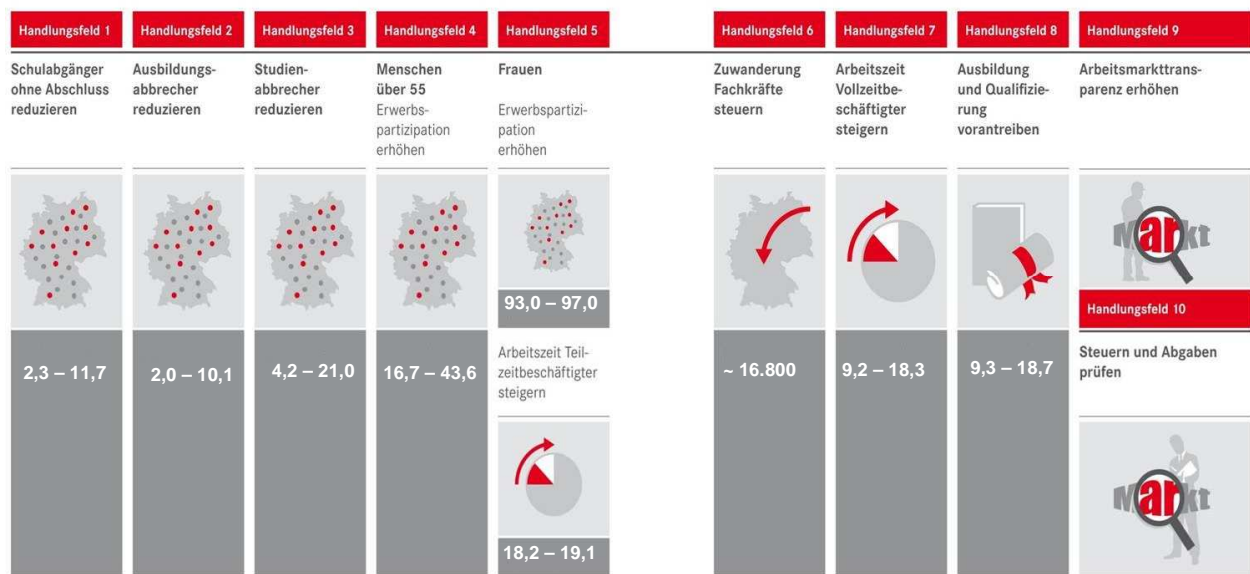 Handlungsfeld 1
Schulabgänger
ohne Abschluss
reduzieren
2,3 – 11,7
Handlungsfeld 2
Ausbildungs-
abbrecher
reduzieren
2,0 – 10,1
Handlungsfeld 3
Studien-
abbrecher
reduzieren
4,2 – 21,0
Handlungsfeld 4
Menschen
über 55
Erwerbs-
partizipation
erhöhen
16,7 – 43,6
Handlungsfeld 5
Frauen
Erwerbspartizi-
pation
erhöhen
93,0 – 97,0
Arbeitszeit Teil-
zeitbeschäftigter
steigern
18,2 – 19,1
Handlungsfeld 6
Zuwanderung
Fachkräfte
steuern
~ 16.800
Handlungsfeld 7
Arbeitszeit
Vollzeitbe-
schäftigter
steigern
9,2 – 18,3
Handlungsfeld 8
Ausbildung
und Qualifizie-
rung
vorantreiben
9,3 – 18,7
Handlungsfeld 9
Arbeitsmarkttrans-
parenz erhöhen
Markt
Handlungsfeld 10
Steuern und Abgaben
prüfen
Markt